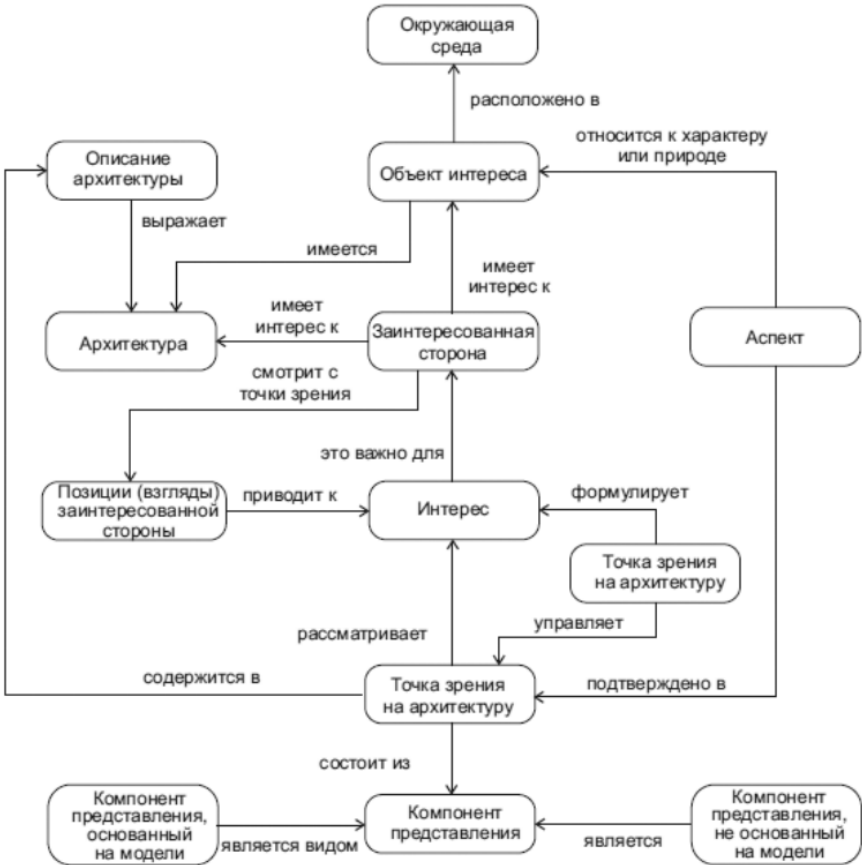 Окружающая
среда
расположено в
относится к характеру
или природе
Описание
архитектуры
Объект интереса
выражает
имеется
имеет
интерес к
имеет
интерес к
Архитектура
Заинтересованная
сторона
Аспект
смотрит с
точки зрения
это важно для
Позиции (взгляды)
заинтересованной
стороны
приводит к
Интерес
формулирует
Точка зрения
на архитектуру
рассматривает
управляет
содержится в
Точка зрения
на архитектуру
подтверждено в
состоит из
Компонент
представления,
основанный
на модели
является видом
Компонент
представления
является
Компонент
представления,
не основанный
на модели